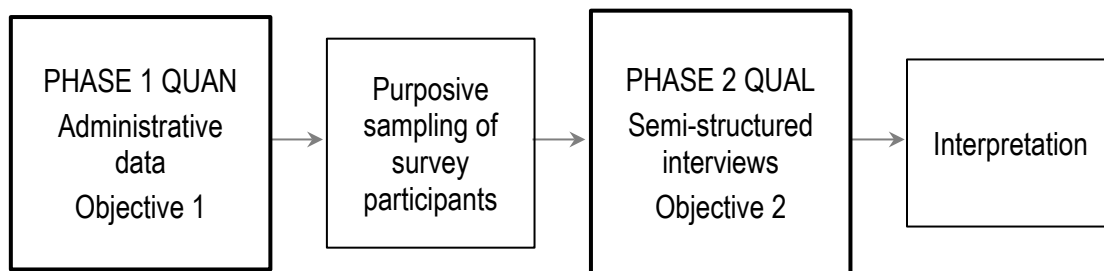 PHASE 1 QUAN
Administrative
data
Objective 1
Purposive
sampling of
survey
participants
PHASE 2 QUAL
Semi-structured
interviews
Objective 2
Interpretation